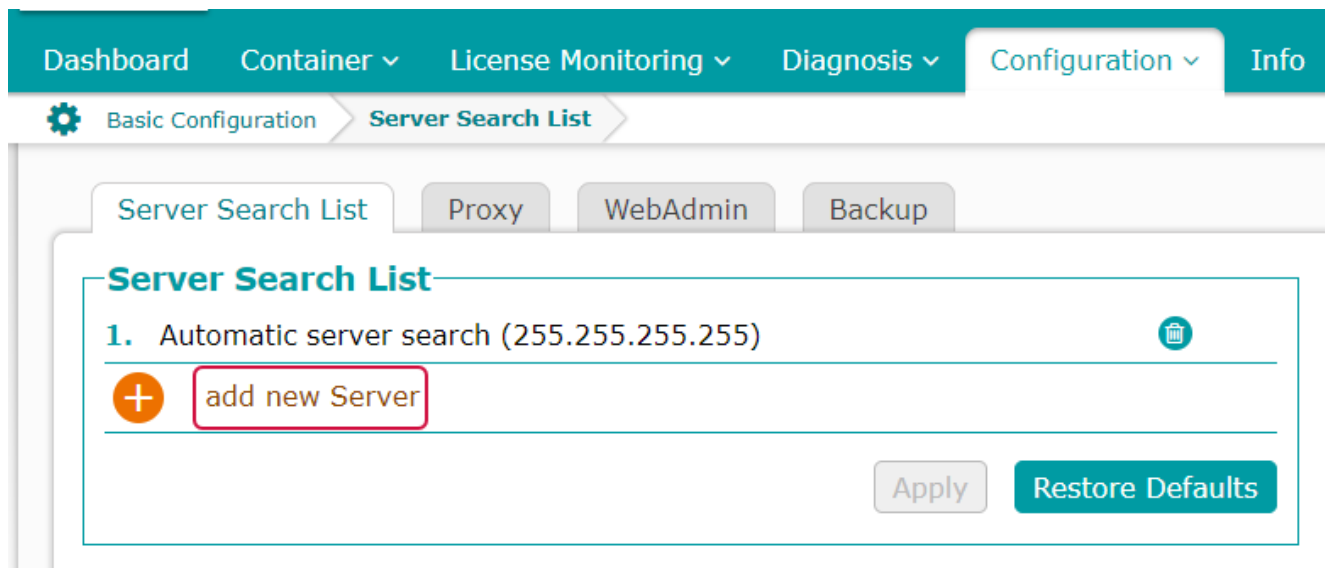 Dashboard Container License Monitoring Diagnosis Configuration Info
Basic Configuration Server Search List
Server Search List Proxy WebAdmin Backup
Server Search List
1. Automatic server search (255.255.255.255)
add new Server
Apply Restore Defaults